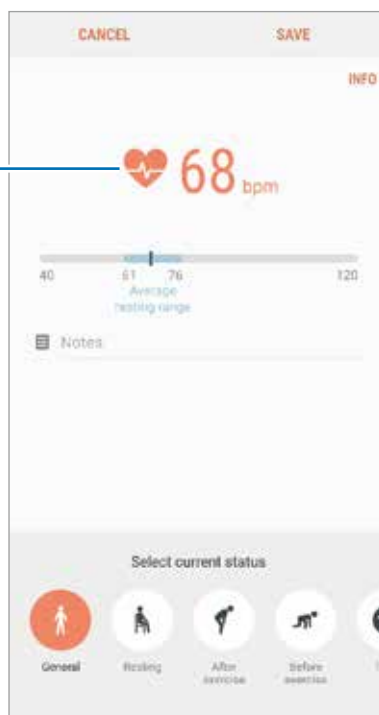 CANCEL SAVE
INFO
68 bpm
40 61 76 120
Average
resting range
Notes
Select current status
General Resting After exercise Before exercise